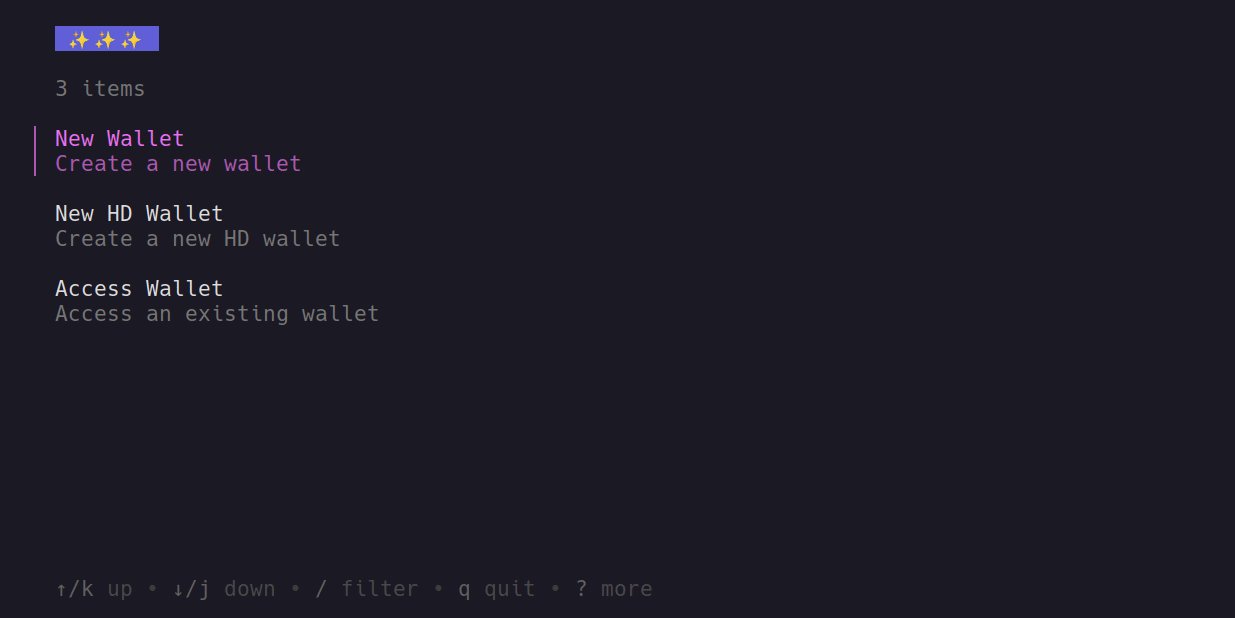 ✨✨✨
3 items
New Wallet
Create a new wallet
New HD Wallet
Create a new HD wallet
Access Wallet
Access an existing wallet
↑/k up • ↓/j down • / filter • q quit • ? more